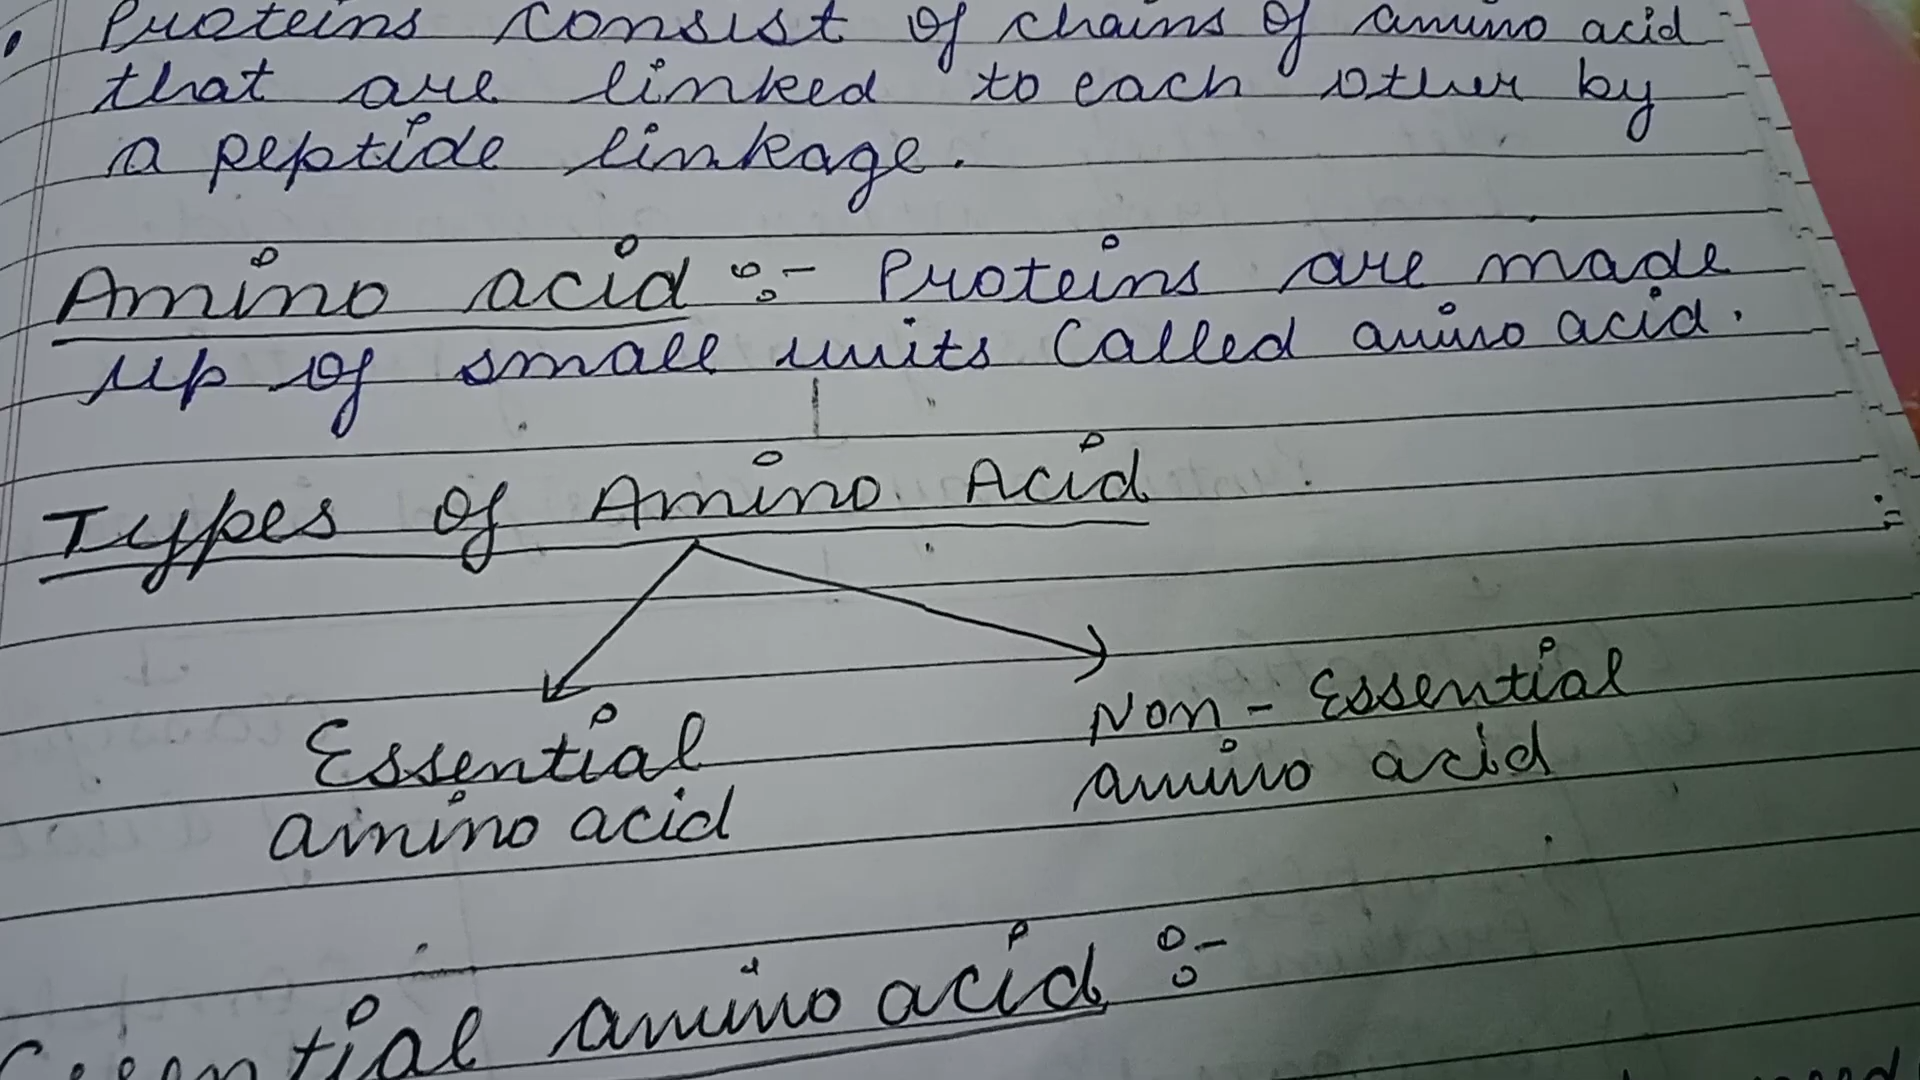 Proteins consist of chains of amino acid
that are linked to each other by
a peptide linkage.
Amino acid :- Proteins are made
up of small units Called amino acid.
Types of Amino Acid
Essential
amino acid
Non - Essential
amino acid
Essential amino acid :-